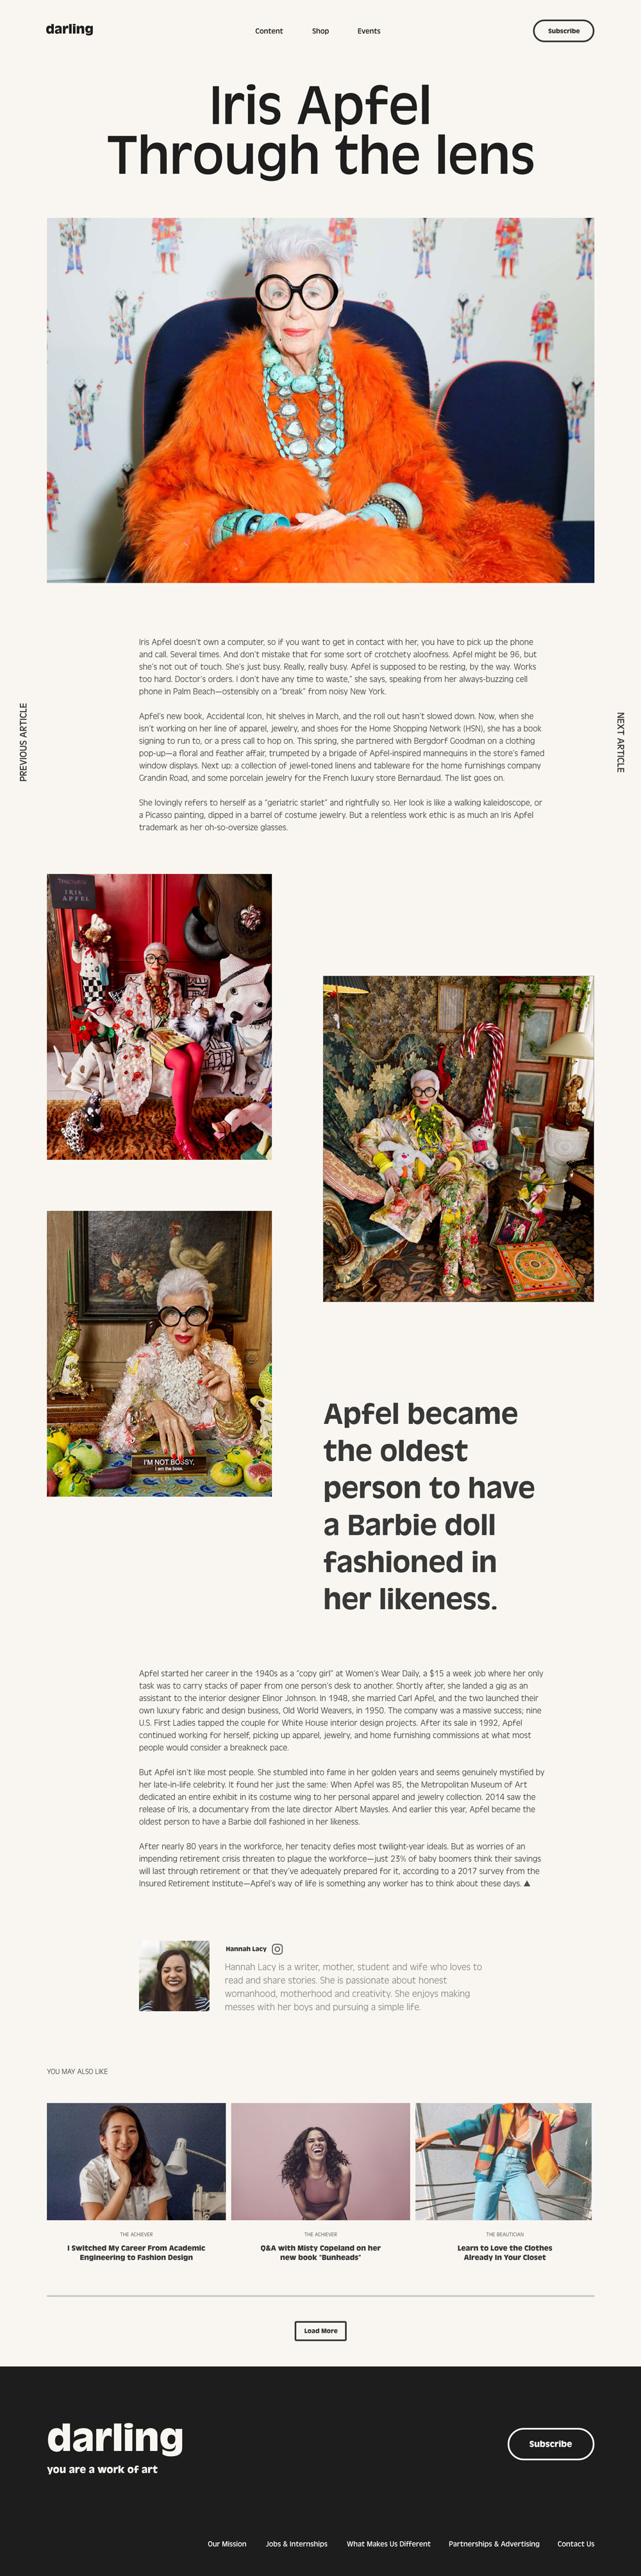 darling
Content
Shop
Events
Subscribe
Iris Apfel
Through the lens
Iris Apfel doesn't own a computer, so if you want to get in contact with her, you have to pick up the phone
and call. Several times. And don't mistake that for some sort of crotchety aloofness. Apfel might be 96, but
she's not out of touch. She's just busy. Really, really busy. Apfel is supposed to be resting, by the way. Works
too hard. Doctor's orders. I don't have any time to waste," she says, speaking from her always-buzzing cell
phone in Palm Beach—ostensibly on a "break" from noisy New York.
Apfel's new book, Accidental Icon, hit shelves in March, and the roll out hasn't slowed down. Now, when she
isn't working on her line of apparel, jewelry, and shoes for the Home Shopping Network (HSN), she has a book
signing to run to, or a press call to hop on. This spring, she partnered with Bergdorf Goodman on a clothing
pop-up—a floral and feather affair, trumpeted by a brigade of Apfel-inspired mannequins in the store's famed
window displays. Next up: a collection of jewel-toned linens and tableware for the home furnishings company
Grandin Road, and some porcelain jewelry for the French luxury store Bernardaud. The list goes on.
She lovingly refers to herself as a "geriatric starlet" and rightfully so. Her look is like a walking kaleidoscope, or
a Picasso painting, dipped in a barrel of costume jewelry. But a relentless work ethic is as much an Iris Apfel
trademark as her oh-so-oversize glasses.
PREVIOUS ARTICLE
NEXT ARTICLE
IRIS
APFEL
I'M NOT BOSSY,
I am the boss.
Apfel became
the oldest
person to have
a Barbie doll
fashioned in
her likeness.
Apfel started her career in the 1940s as a "copy girl" at Women's Wear Daily, a $15 a week job where her only
task was to carry stacks of paper from one person's desk to another. Shortly after, she landed a gig as an
assistant to the interior designer Elinor Johnson. In 1948, she married Carl Apfel, and the two launched their
own luxury fabric and design business, Old World Weavers, in 1950. The company was a massive success; nine
U.S. First Ladies tapped the couple for White House interior design projects. After its sale in 1992, Apfel
continued working for herself, picking up apparel, jewelry, and home furnishing commissions at what most
people would consider a breakneck pace.
But Apfel isn't like most people. She stumbled into fame in her golden years and seems genuinely mystified by
her late-in-life celebrity. It found her just the same: When Apfel was 85, the Metropolitan Museum of Art
dedicated an entire exhibit in its costume wing to her personal apparel and jewelry collection. 2014 saw the
release of Iris, a documentary from the late director Albert Maysles. And earlier this year, Apfel became the
oldest person to have a Barbie doll fashioned in her likeness.
After nearly 80 years in the workforce, her tenacity defies most twilight-year ideals. But as worries of an
impending retirement crisis threaten to plague the workforce—just 23% of baby boomers think their savings
will last through retirement or that they've adequately prepared for it, according to a 2017 survey from the
Insured Retirement Institute—Apfel's way of life is something any worker has to think about these days. ▲
Hannah Lacy
Hannah Lacy is a writer, mother, student and wife who loves to
read and share stories. She is passionate about honest
womanhood, motherhood and creativity. She enjoys making
messes with her boys and pursuing a simple life.
YOU MAY ALSO LIKE
THE ACHIEVER
I Switched My Career From Academic
Engineering to Fashion Design
THE ACHIEVER
Q&A with Misty Copeland on her
new book "Bunheads"
THE BEAUTICIAN
Learn to Love the Clothes
Already In Your Closet
Load More
darling
you are a work of art
Subscribe
Our Mission
Jobs & Internships
What Makes Us Different
Partnerships & Advertising
Contact Us